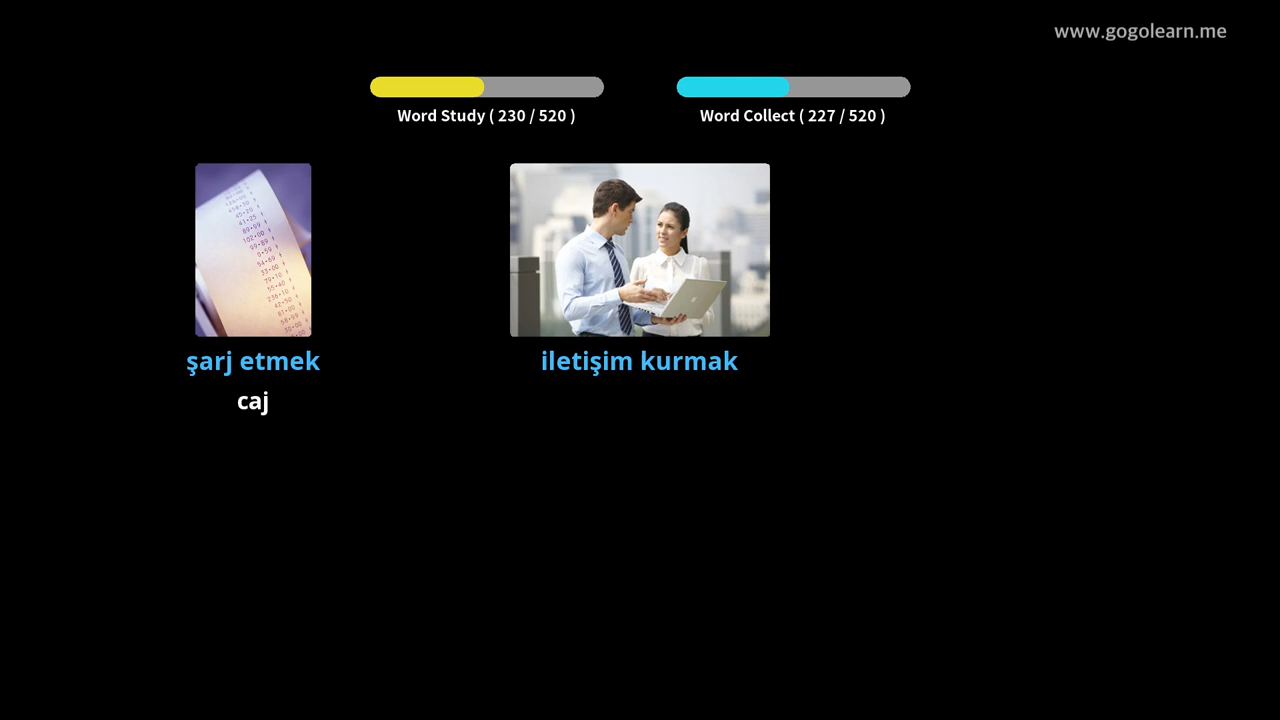 www.gogolearn.me
Word Study ( 230 / 520 )
Word Collect ( 227 / 520 )
şarj etmek
iletişim kurmak
caj